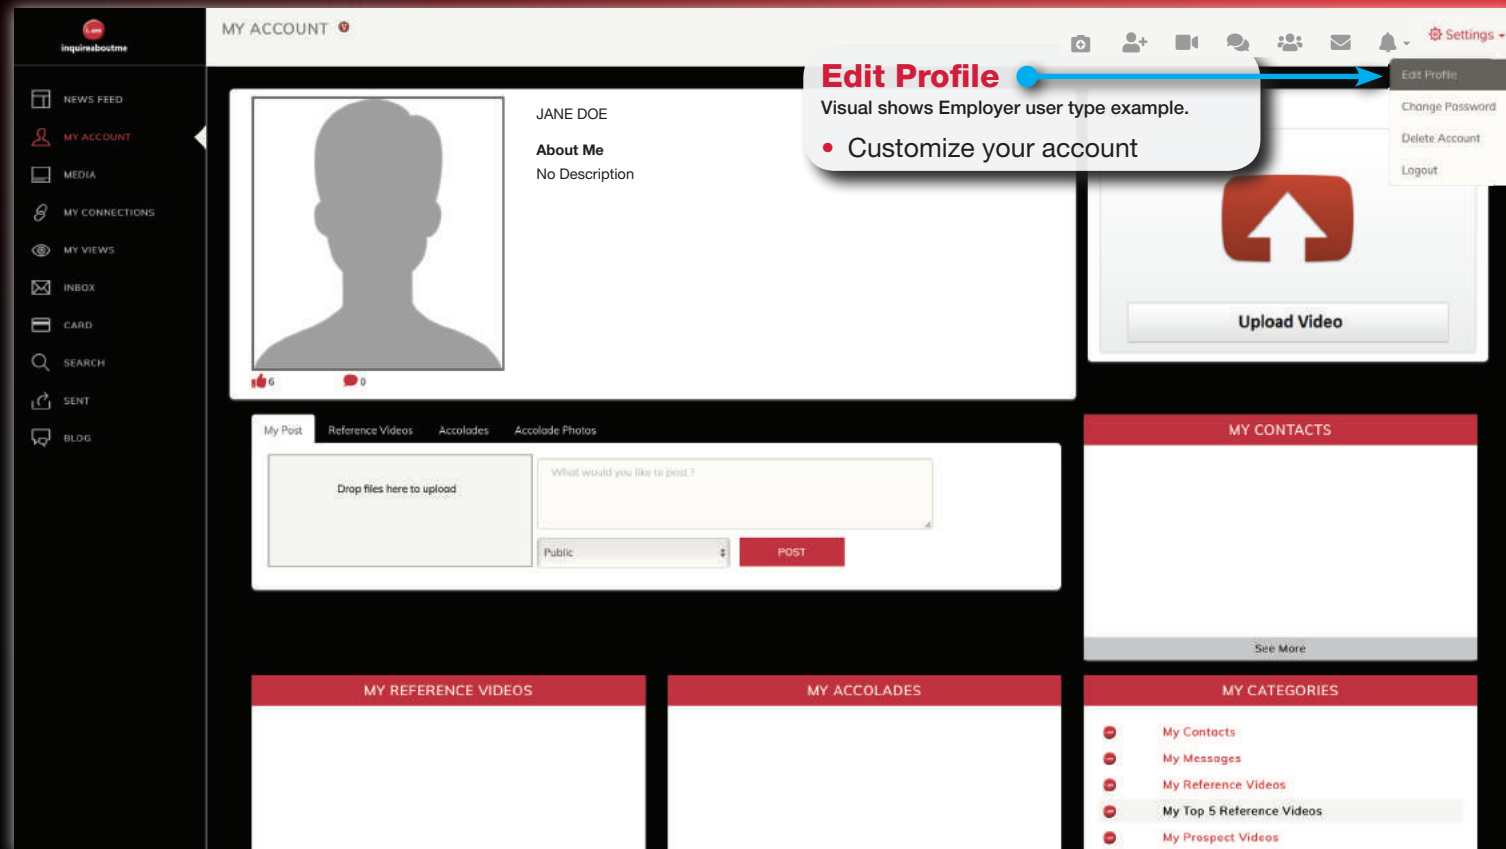 I am
inquireaboutme
MY ACCOUNT
Settings
NEWS FEED
MY ACCOUNT
MEDIA
MY CONNECTIONS
MY VIEWS
INBOX
CARD
SEARCH
SENT
BLOG
Edit Profile
Visual shows Employer user type example.
• Customize your account
Edit Profile
Change Password
Delete Account
Logout
JANE DOE
About Me
No Description
6
0
Upload Video
My Post
Reference Videos
Accolades
Accolade Photos
Drop files here to upload
What would you like to post ?
Public
POST
MY CONTACTS
See More
MY REFERENCE VIDEOS
MY ACCOLADES
MY CATEGORIES
My Contacts
My Messages
My Reference Videos
My Top 5 Reference Videos
My Prospect Videos